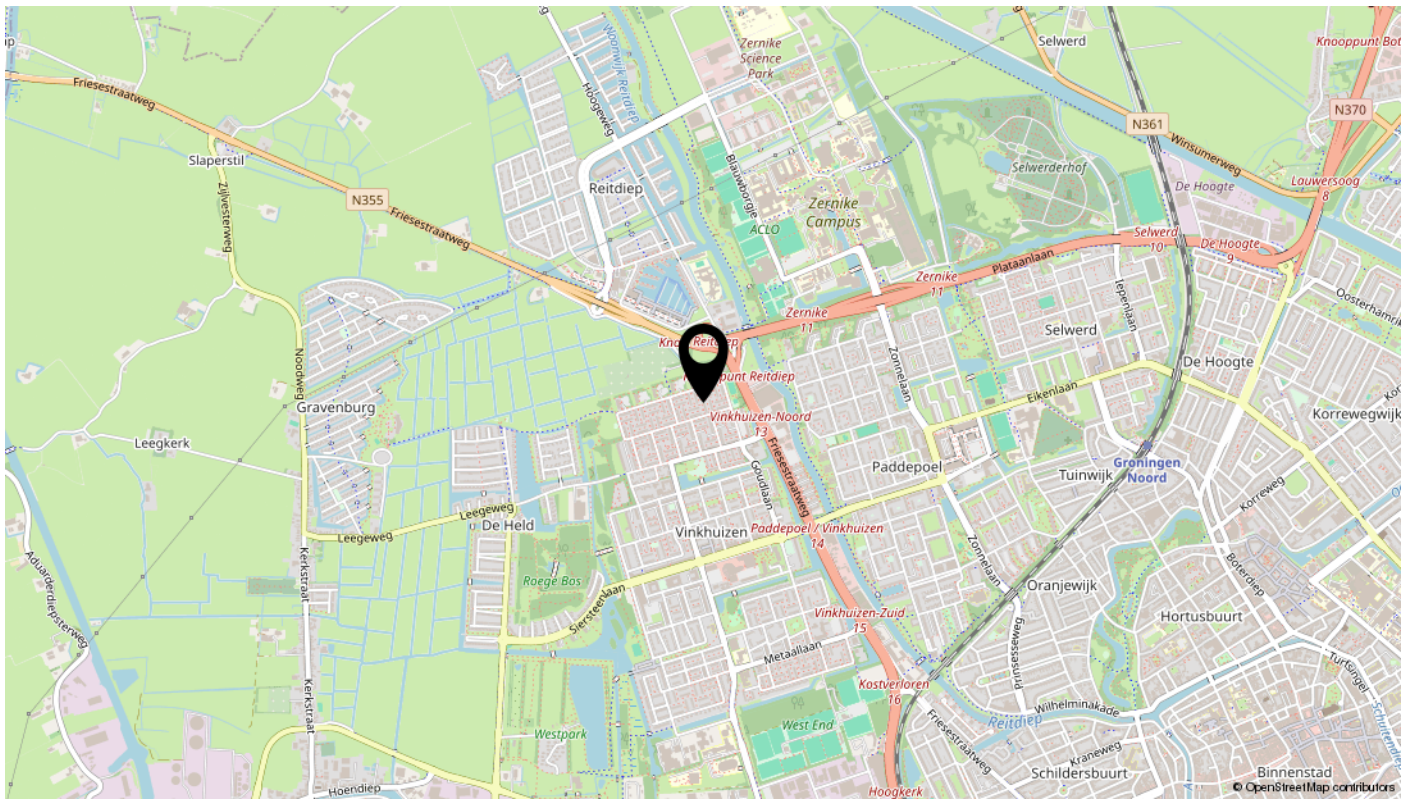 Zernike
Science
Park
Selwerd
Knooppunt Bot
Friesestraatweg
Hoogeweg
Woonwijk Reitdiep
N370
N361
Winsumerweg
Slaperstil
Zijlvesterweg
N355
Friesestraatweg
Reitdiep
Blauwborgje
Zernike
Campus
ACLO
Selwerderhof
De Hoogte
Lauwersoog
8
Selwerd
10
De Hoogte
9
Plataanlaan
Zernike
11
Zernike
11
Iepenlaan
Oosterhamrik
Selwerd
De Hoogte
Reitdiep
punt Reitdiep
Noodweg
Gravenburg
Zonnelaan
Eikenlaan
Korrewegwijk
Vinkhuizen-Noord
13
Leegkerk
Friesestraatweg
Goudlaan
Paddepoel
Tuinwijk
Groningen
Noord
Korreweg
Leegeweg
De Held
Leegeweg
Vinkhuizen
Paddepoel / Vinkhuizen
14
Zonnelaan
Boterdiep
Aduarderdiepsterweg
Kerkstraat
Roege Bos
Siersteenlaan
Oranjewijk
Hortusbuurt
Vinkhuizen-Zuid
15
Metaallaan
Prinsesseweg
Turfsingel
Kerkstraat
Kostverloren
16
Wilhelminakade
Reitdiep
Westpark
West End
Friesestraatweg
Kraneweg
Schuitendiep
Hoendiep
Hoogkerk
Schildersbuurt
Binnenstad
© OpenStreetMap contributors